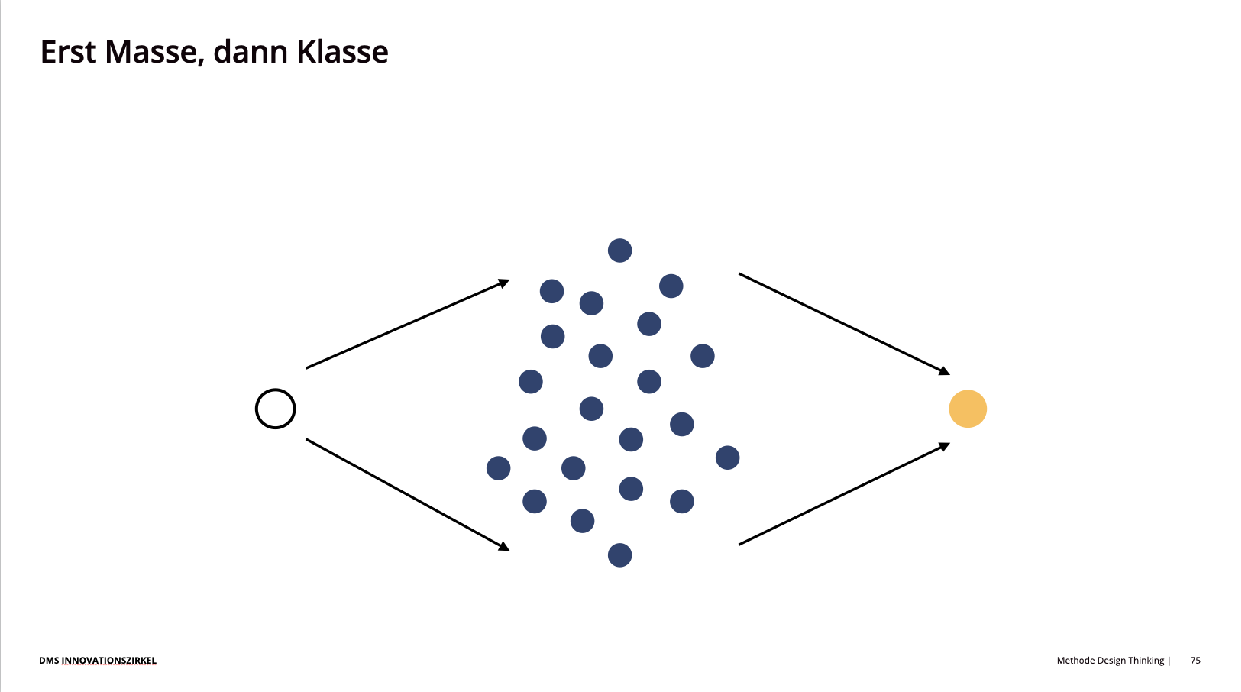 Erst Masse, dann Klasse
DMS INNOVATIONSZIRKEL
Methode Design Thinking | 75